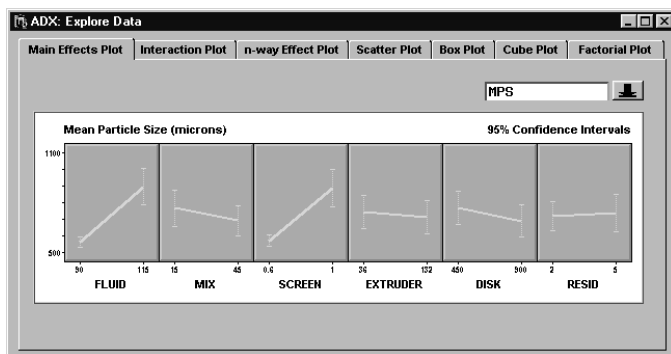 ADX: Explore Data
Main Effects Plot Interaction Plot n-way Effect Plot Scatter Plot Box Plot Cube Plot Factorial Plot
MPS
Mean Particle Size (microns) 95% Confidence Intervals
1100
500
90 115 15 45 0.6 1 36 132 450 900 2 5
FLUID MIX SCREEN EXTRUDER DISK RESID